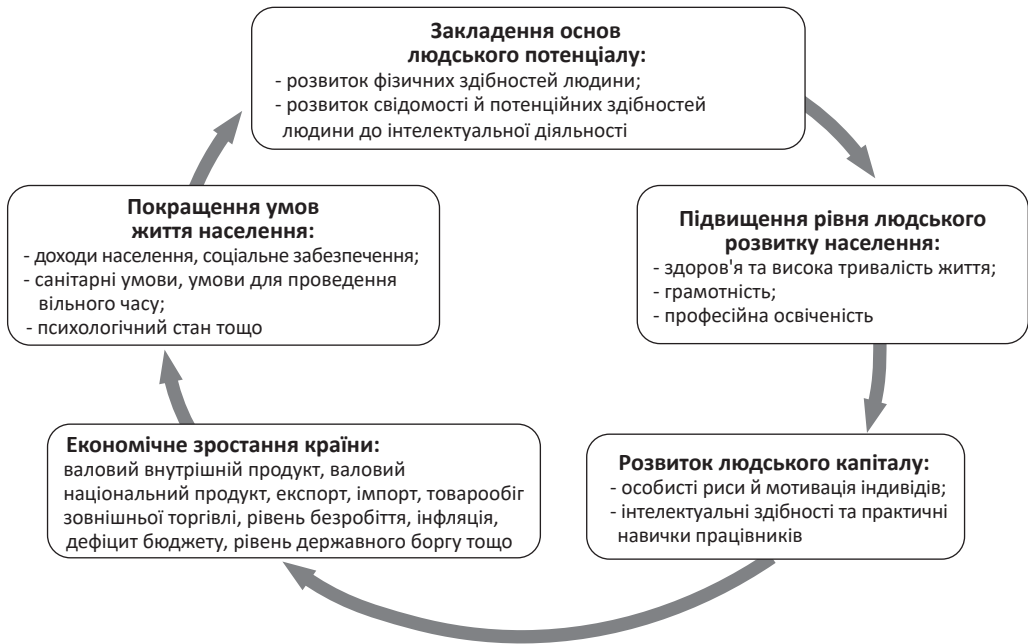 Закладення основ
людського потенціалу:
- розвиток фізичних здібностей людини;
- розвиток свідомості й потенційних здібностей
людини до інтелектуальної діяльності
Підвищення рівня людського
розвитку населення:
- здоров'я та висока тривалість життя;
- грамотність;
- професійна освіченість
Розвиток людського капіталу:
- особисті риси й мотивація індивідів;
- інтелектуальні здібності та практичні
навички працівників
Економічне зростання країни:
валовий внутрішній продукт, валовий
національний продукт, експорт, імпорт, товарообіг
зовнішньої торгівлі, рівень безробіття, інфляція,
дефіцит бюджету, рівень державного боргу тощо
Покращення умов
життя населення:
- доходи населення, соціальне забезпечення;
- санітарні умови, умови для проведення
вільного часу;
- психологічний стан тощо